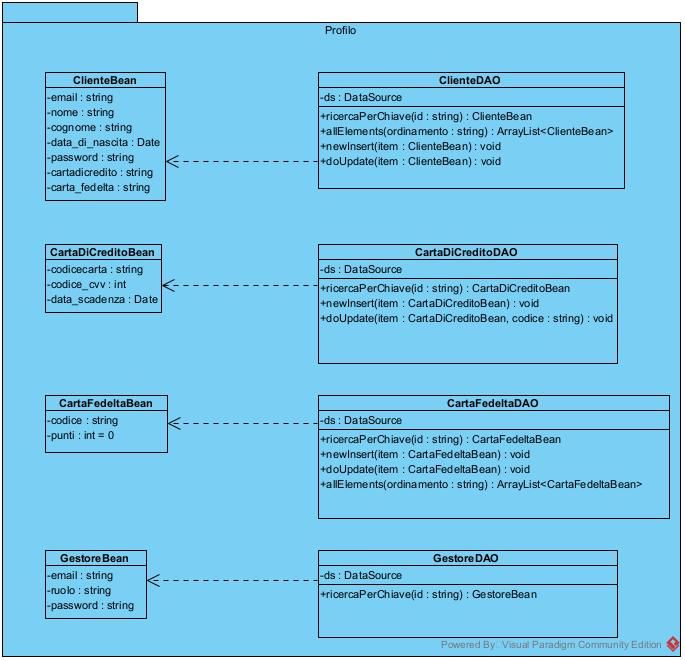 Profilo
ClienteBean
-email : string
-nome : string
-cognome : string
-data_di_nascita : Date
-password : string
-cartadicredito : string
-carta_fedelta : string
ClienteDAO
-ds : DataSource
+ricercaPerChiave(id : string) : ClienteBean
+allElements(ordinamento : string) : ArrayList<ClienteBean>
+newInsert(item : ClienteBean) : void
+doUpdate(item : ClienteBean) : void
CartaDiCreditoBean
-codicecarta : string
-codice_cvv : int
-data_scadenza : Date
CartaDiCreditoDAO
-ds : DataSource
+ricercaPerChiave(id : string) : CartaDiCreditoBean
+newInsert(item : CartaDiCreditoBean) : void
+doUpdate(item : CartaDiCreditoBean, codice : string) : void
CartaFedeltaBean
-codice : string
-punti : int = 0
CartaFedeltaDAO
-ds : DataSource
+ricercaPerChiave(id : string) : CartaFedeltaBean
+newInsert(item : CartaFedeltaBean) : void
+doUpdate(item : CartaFedeltaBean) : void
+allElements(ordinamento : string) : ArrayList<CartaFedeltaBean>
GestoreBean
-email : string
-ruolo : string
-password : string
GestoreDAO
-ds : DataSource
+ricercaPerChiave(id : string) : GestoreBean
Powered By: Visual Paradigm Community Edition